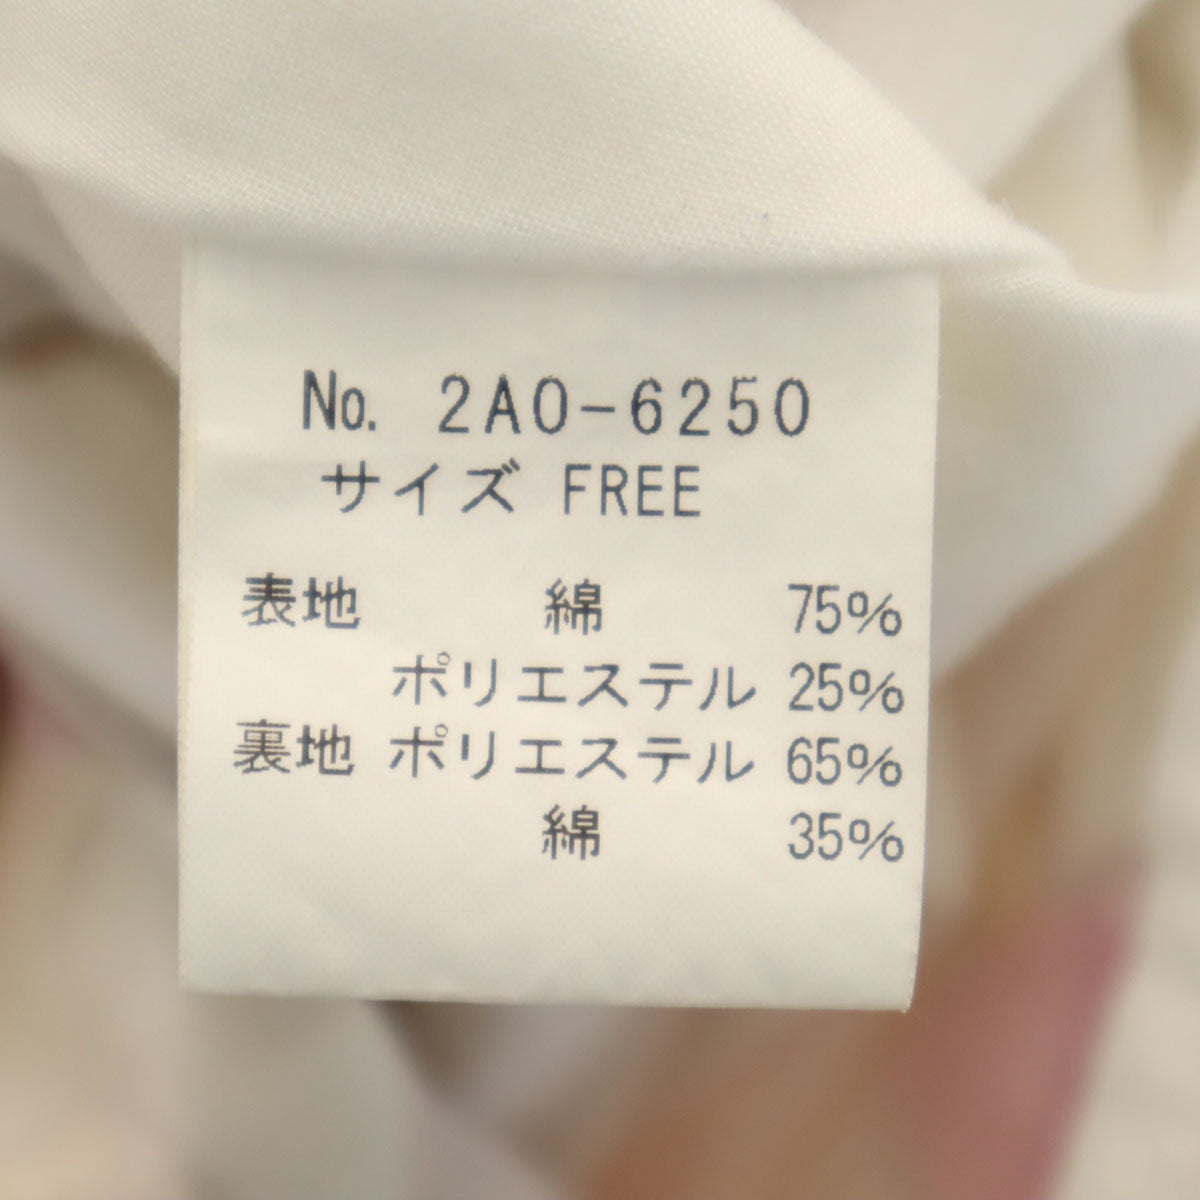 No. 2A0-6250
サイズ FREE
表地 綿 75%
ポリエステル 25%
裏地 ポリエステル 65%
綿 35%